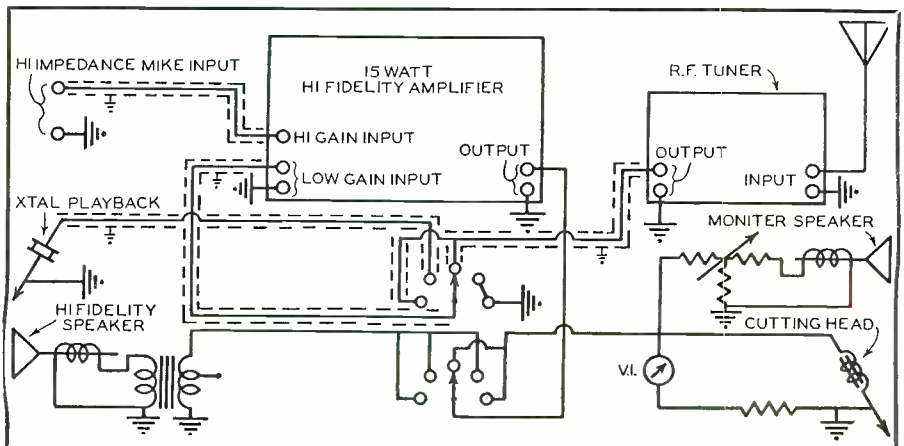 HI IMPEDANCE MIKE INPUT
15 WATT
HI FIDELITY AMPLIFIER
R.F. TUNER
HI GAIN INPUT
LOW GAIN INPUT
OUTPUT
OUTPUT
INPUT
XTAL PLAYBACK
MONITER SPEAKER
HI FIDELITY
SPEAKER
CUTTING HEAD
V.I.